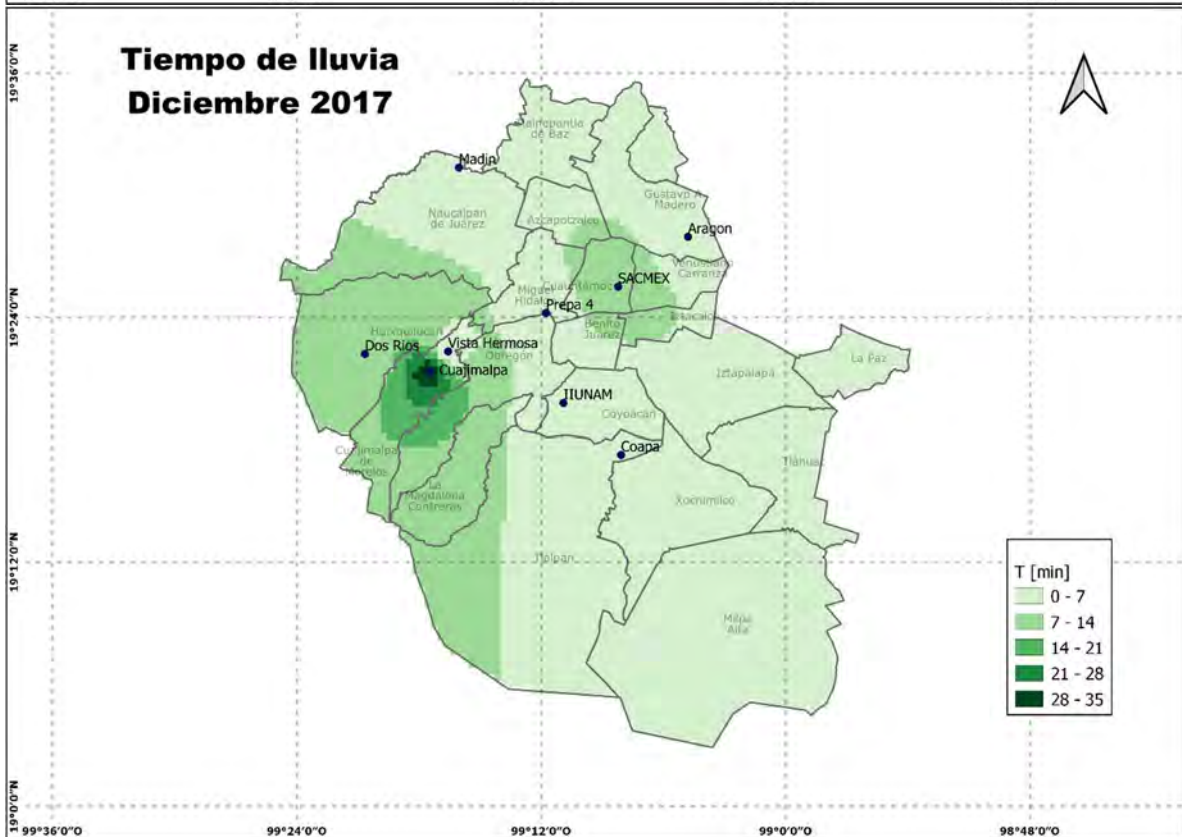 Tiempo de lluvia
Diciembre 2017
19°36'0"N
Tlalnepantla
de Baz
Madin
Gustavo A.
Madero
Naucalpan
de Juárez
Azcapotzalco
Aragon
Venustiano
Carranza
SACMEX
Cuauhtémoc
Miguel
Hidalgo
Prepa 4
19°24'0"N
Iztacalco
Benito
Juárez
Huixquilucan
Vista Hermosa
Dos Rios
Obregón
La Paz
Cuajimalpa
Iztapalapa
IIUNAM
Coyoacán
Coapa
Cuajimalpa
de
Morelos
Tláhuac
La
Magdalena
Contreras
Xochimilco
19°12'0"N
Tlalpan
Milpa
Alta
T [min]
0 - 7
7 - 14
14 - 21
21 - 28
28 - 35
19°0'0"N
99°36'0"O
99°24'0"O
99°12'0"O
99°0'0"O
98°48'0"O